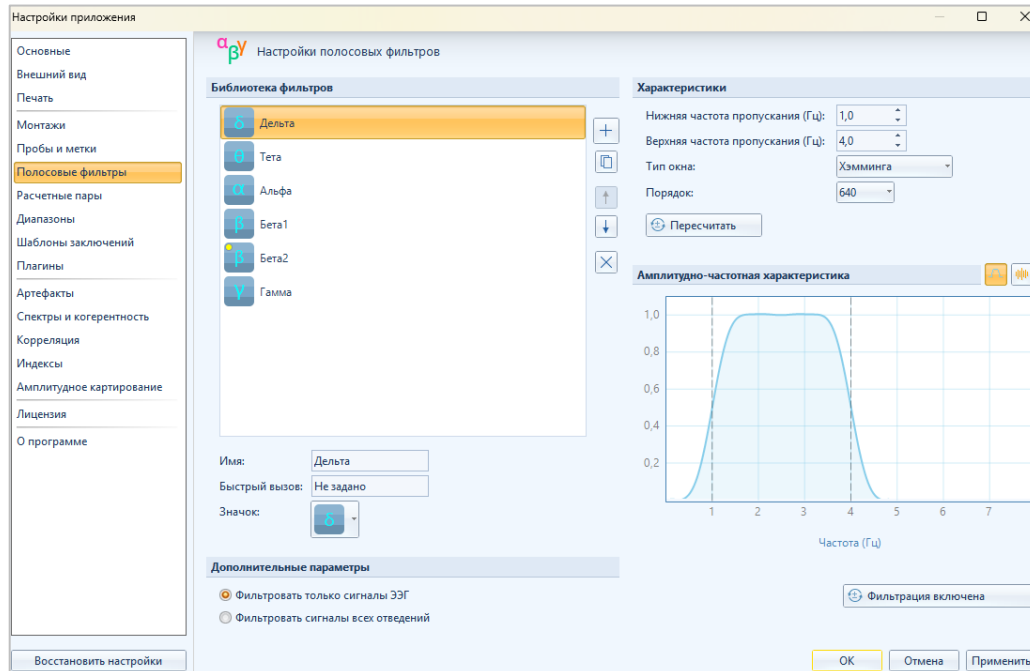 Настройки приложения
Основные
Внешний вид
Печать
Монтажи
Пробы и метки
Полосовые фильтры
Расчетные пары
Диапазоны
Шаблоны заключений
Плагины
Артефакты
Спектры и когерентность
Корреляция
Индексы
Амплитудное картирование
Лицензия
О программе
Восстановить настройки
αβγ Настройки полосовых фильтров
Библиотека фильтров
δ Дельта
θ Тета
α Альфа
β Бета1
β Бета2
γ Гамма
Имя: Дельта
Быстрый вызов: Не задано
Значок: δ
Дополнительные параметры
Фильтровать только сигналы ЭЭГ
Фильтровать сигналы всех отведений
Характеристики
Нижняя частота пропускания (Гц): 1,0
Верхняя частота пропускания (Гц): 4,0
Тип окна: Хэмминга
Порядок: 640
Пересчитать
Амплитудно-частотная характеристика
1,0
0,8
0,6
0,4
0,2
1 2 3 4 5 6 7
Частота (Гц)
Фильтрация включена
OK Отмена Применить